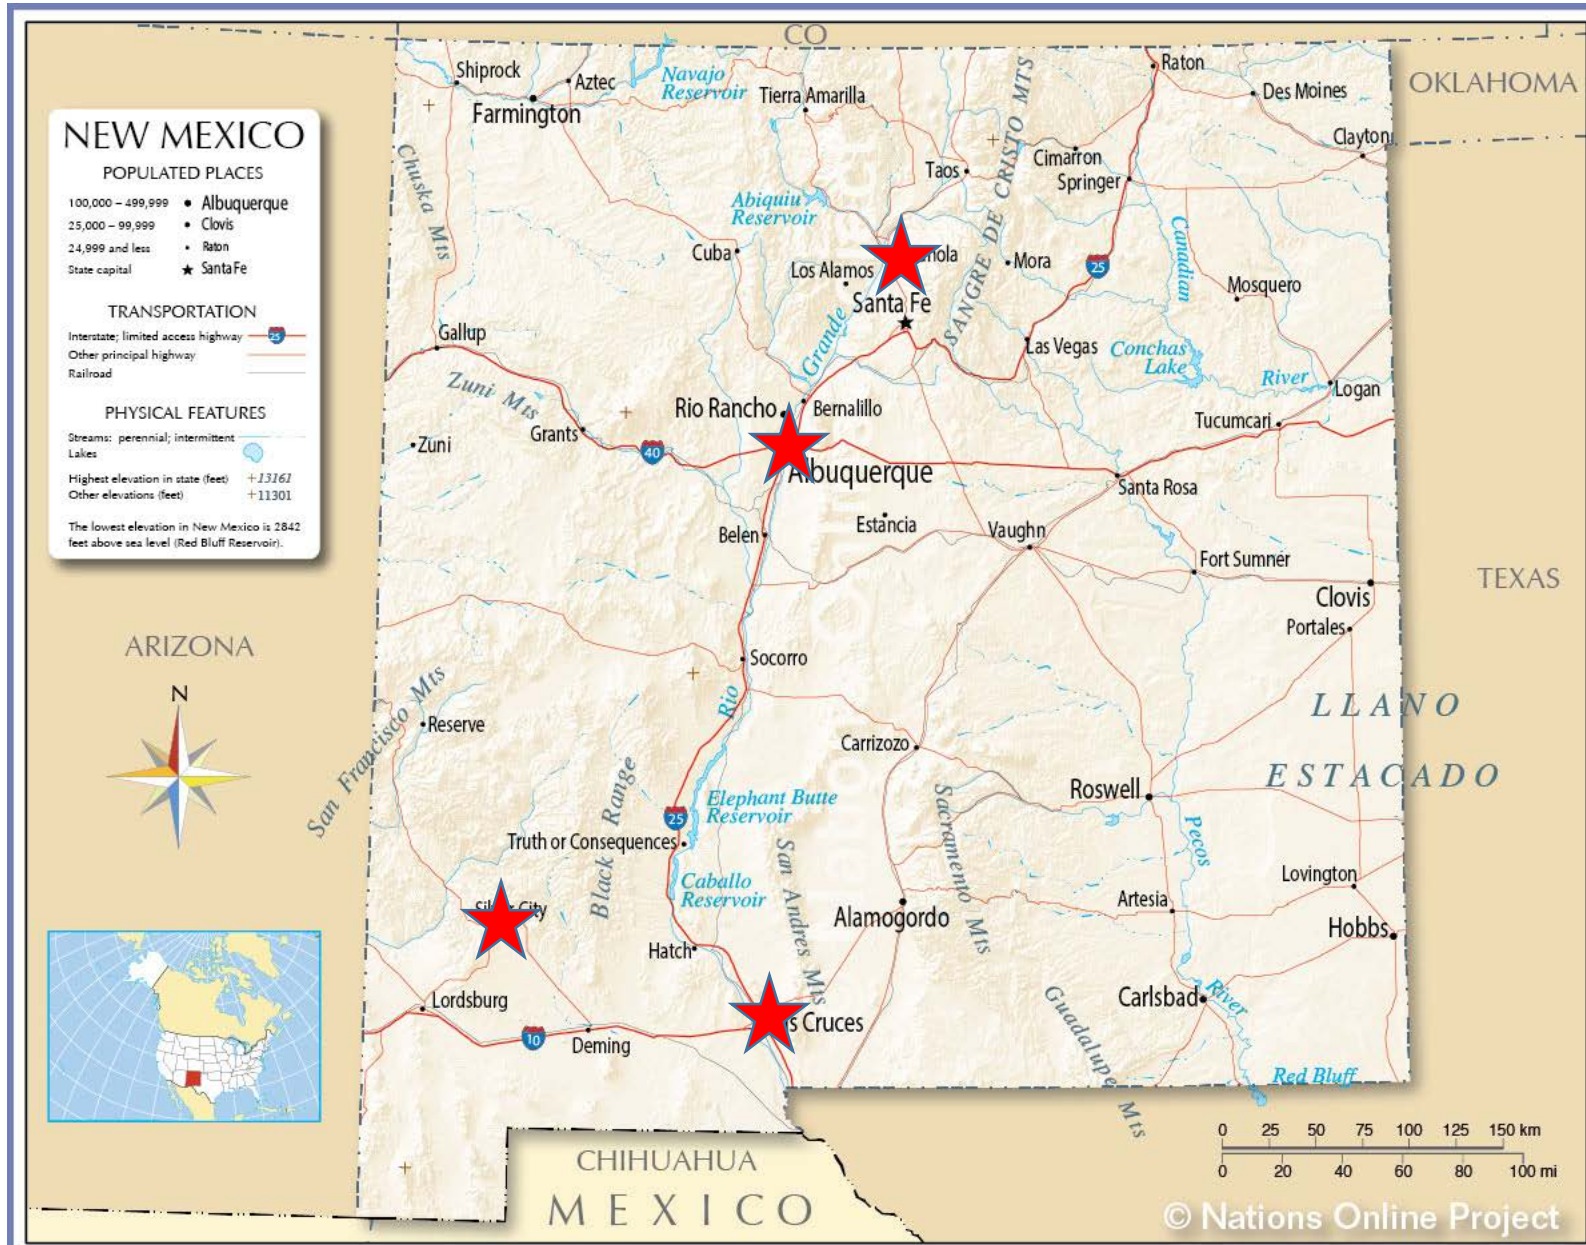 CO
OKLAHOMA
TEXAS
ARIZONA
CHIHUAHUA
MEXICO
NEW MEXICO
POPULATED PLACES
100,000 – 499,999 Albuquerque
25,000 – 99,999 Clovis
24,999 and less Raton
State capital Santa Fe
TRANSPORTATION
Interstate; limited access highway 25
Other principal highway
Railroad
PHYSICAL FEATURES
Streams: perennial; intermittent
Lakes
Highest elevation in state (feet) +13161
Other elevations (feet) +11301
The lowest elevation in New Mexico is 2842
feet above sea level (Red Bluff Reservoir).
N
Shiprock
Aztec
Farmington
Navajo
Reservoir
Tierra Amarilla
Raton
Des Moines
Clayton
Chuska Mts
Taos
SANGRE DE CRISTO MTS
Cimarron
Springer
Abiquiu
Reservoir
Canadian
Cuba
Los Alamos
Mora
25
Mosquero
Santa Fe
Grande
Gallup
Las Vegas
Conchas
Lake
River
Logan
Zuni Mts
Rio Rancho
Bernalillo
Tucumcari
Grants
Zuni
40
Albuquerque
Santa Rosa
Estancia
Vaughn
Belen
Fort Sumner
Clovis
Portales
Socorro
San Francisco Mts
Rio
Reserve
LLANO
ESTACADO
Carrizozo
Black Range
Roswell
Elephant Butte
Reservoir
25
Sacramento Mts
Pecos
Truth or Consequences
San Andres Mts
Caballo
Reservoir
Lovington
Artesia
City
Alamogordo
Hobbs
Hatch
Lordsburg
Carlsbad
River
Guadalupe Mts
Cruces
10
Deming
Red Bluff
0 25 50 75 100 125 150 km
0 20 40 60 80 100 mi
© Nations Online Project